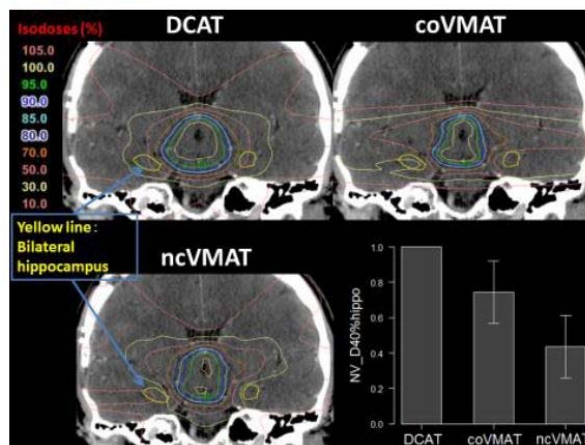 DCAT
coVMAT
Isodoses (%)
105.0
100.0
95.0
90.0
85.0
80.0
70.0
50.0
30.0
10.0
Yellow line :
Bilateral
hippocampus
ncVMAT
NV_D40%hippo
1.0
0.8
0.6
0.4
0.2
0.0
DCAT
coVMAT
ncVMA